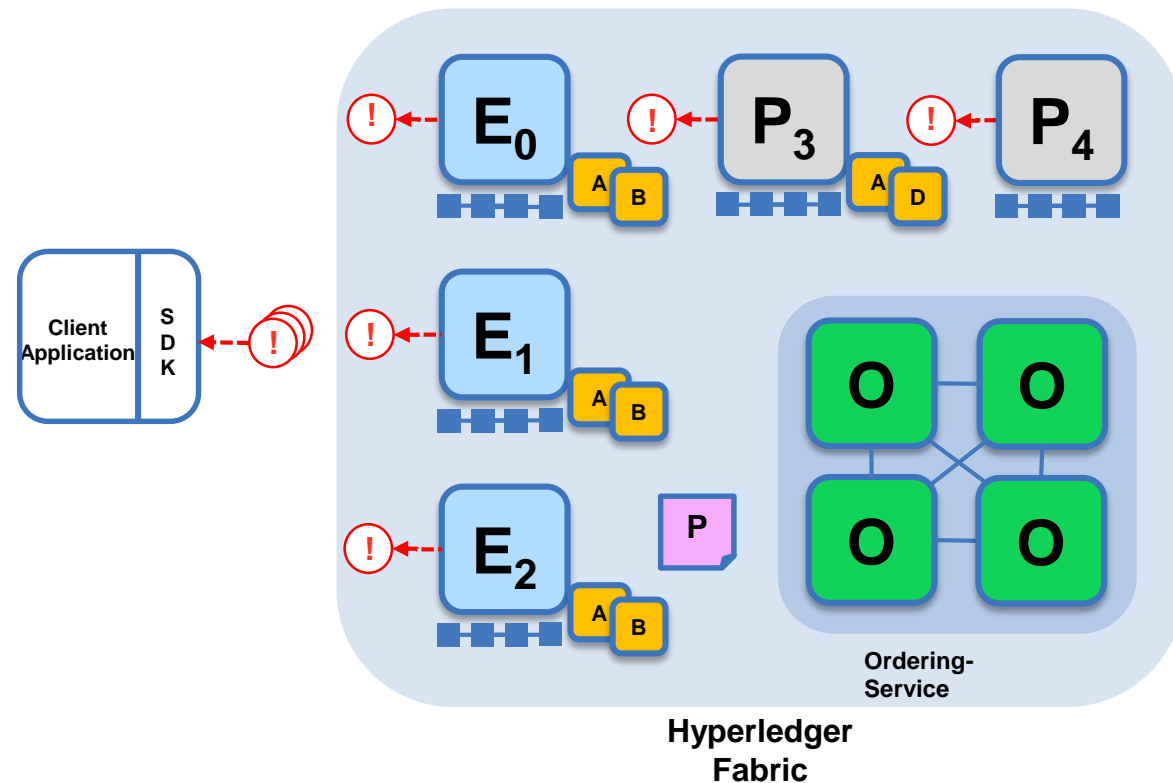 !
E0
A
B
!
P3
A
D
!
P4
Client
Application
S
D
K
!
!
E1
A
B
!
E2
A
B
P
O
O
O
O
Ordering-
Service
Hyperledger
Fabric